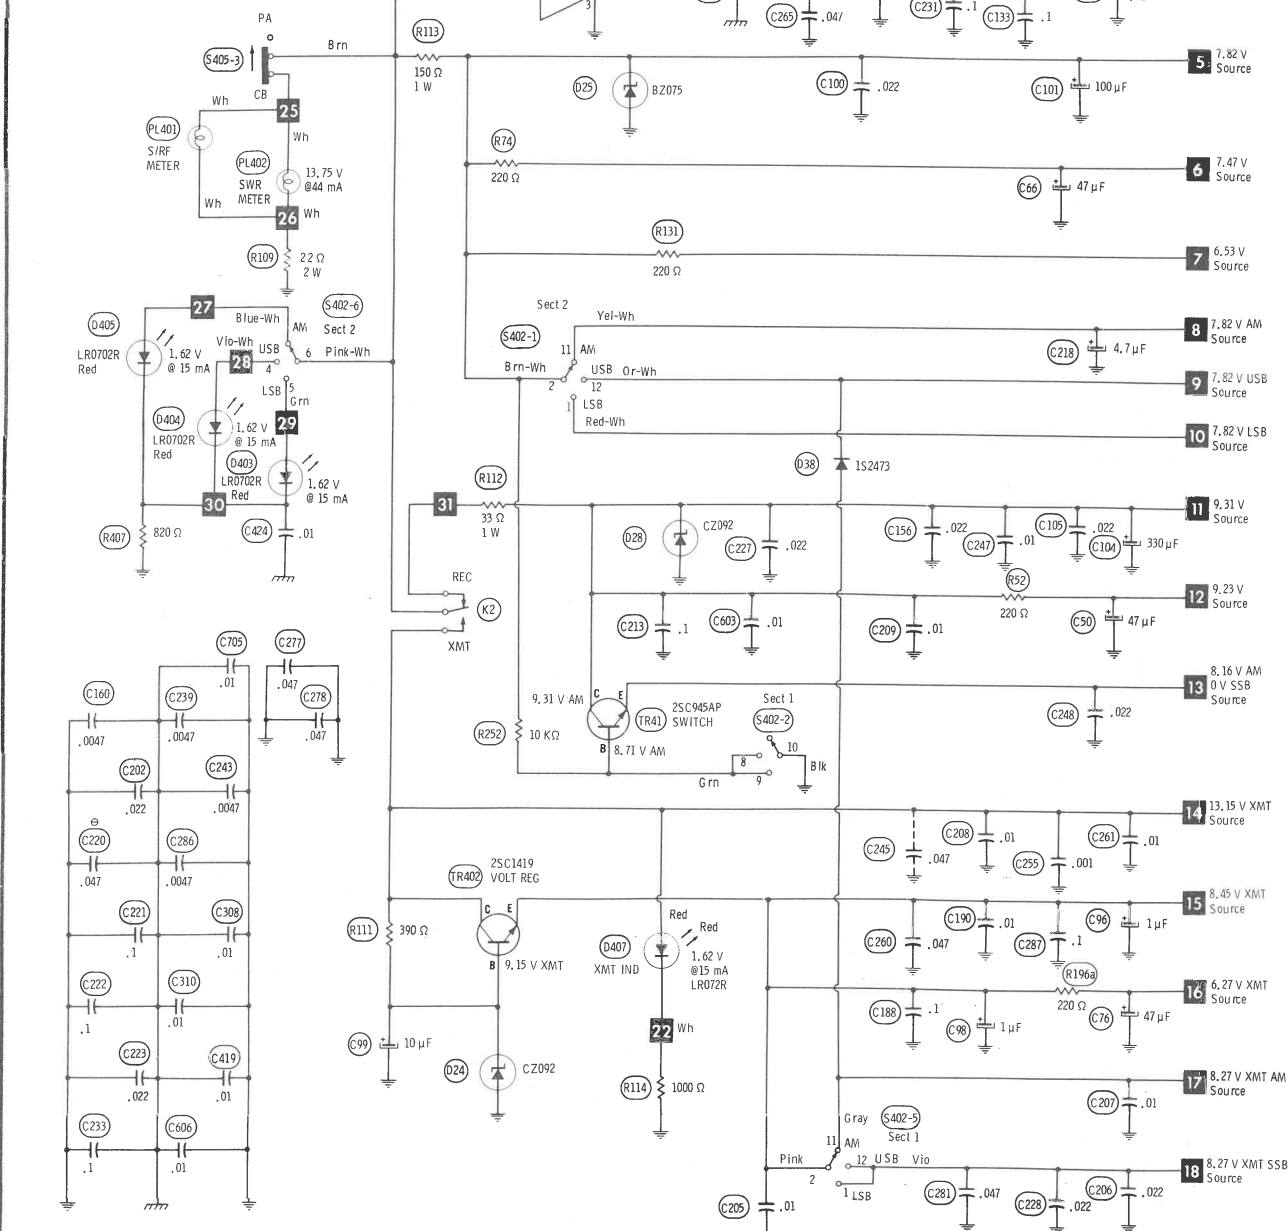 3
C265 .047
C231 .1
C133 .1
PA
S405-3
Brn
CB
R113
150 Ω
1 W
D25
BZ075
C100 .022
C101 100 µF
5 7.82 V
Source
Wh
25
Wh
PL401
S/RF
METER
PL402
SWR
METER
13.75 V
@44 mA
Wh
26 Wh
R109
22 Ω
2 W
R74
220 Ω
C66 47 µF
6 7.47 V
Source
R131
220 Ω
7 6.53 V
Source
27
Blue-Wh
S402-6
Sect 2
AM
6
Pink-Wh
Vio-Wh
28
USB
4
LSB
5
Grn
29
D405
LR0702R
Red
1.62 V
@ 15 mA
D404
LR0702R
Red
1.62 V
@ 15 mA
D403
LR0702R
Red
1.62 V
@ 15 mA
30
R407 820 Ω
C424 .01
Sect 2
S402-1
Yel-Wh
11 AM
Brn-Wh
2
USB
12
Or-Wh
1
LSB
Red-Wh
C218 4.7 µF
8 7.82 V AM
Source
9 7.82 V USB
Source
10 7.82 V LSB
Source
D38 1S2473
31
R112
33 Ω
1 W
D28
CZ092
C227 .022
C156 .022
C247 .01
C105 .022
C104 330 µF
11 9.31 V
Source
REC
K2
XMT
C213 .1
C603 .01
C209 .01
R52
220 Ω
C50 47 µF
12 9.23 V
Source
9.31 V AM
C E
2SC945AP
TR41 SWITCH
B 8.71 V AM
R252 10 KΩ
Sect 1
S402-2
8
10
9
Blk
Grn
C248 .022
13 8.16 V AM
0 V SSB
Source
C705
.01
C277
.047
C278
.047
C160
.0047
C239
.0047
C202
.022
C243
.0047
⊖
C220
.047
C286
.0047
C221
.1
C308
.01
C222
.1
C310
.01
C223
.022
C419
.01
C233
.1
C606
.01
C245 .047
C208 .01
C255 .001
C261 .01
14 13.15 V XMT
Source
2SC1419
TR402 VOLT REG
C E
B 9.15 V XMT
R111 390 Ω
C99 10 µF
D24 CZ092
Red
Red
D407
XMT IND
1.62 V
@15 mA
LR072R
22 Wh
R114 1000 Ω
C260 .047
C190 .01
C287 .1
C96 1 µF
15 8.45 V XMT
Source
C188 .1
C98 1 µF
R196a
220 Ω
C76 47 µF
16 6.27 V XMT
Source
C207 .01
17 8.27 V XMT AM
Source
Gray
S402-5
Sect 1
11 AM
Pink
2
12 USB Vio
1 LSB
C205 .01
C281 .047
C228 .022
C206 .022
18 8.27 V XMT SSB
Source